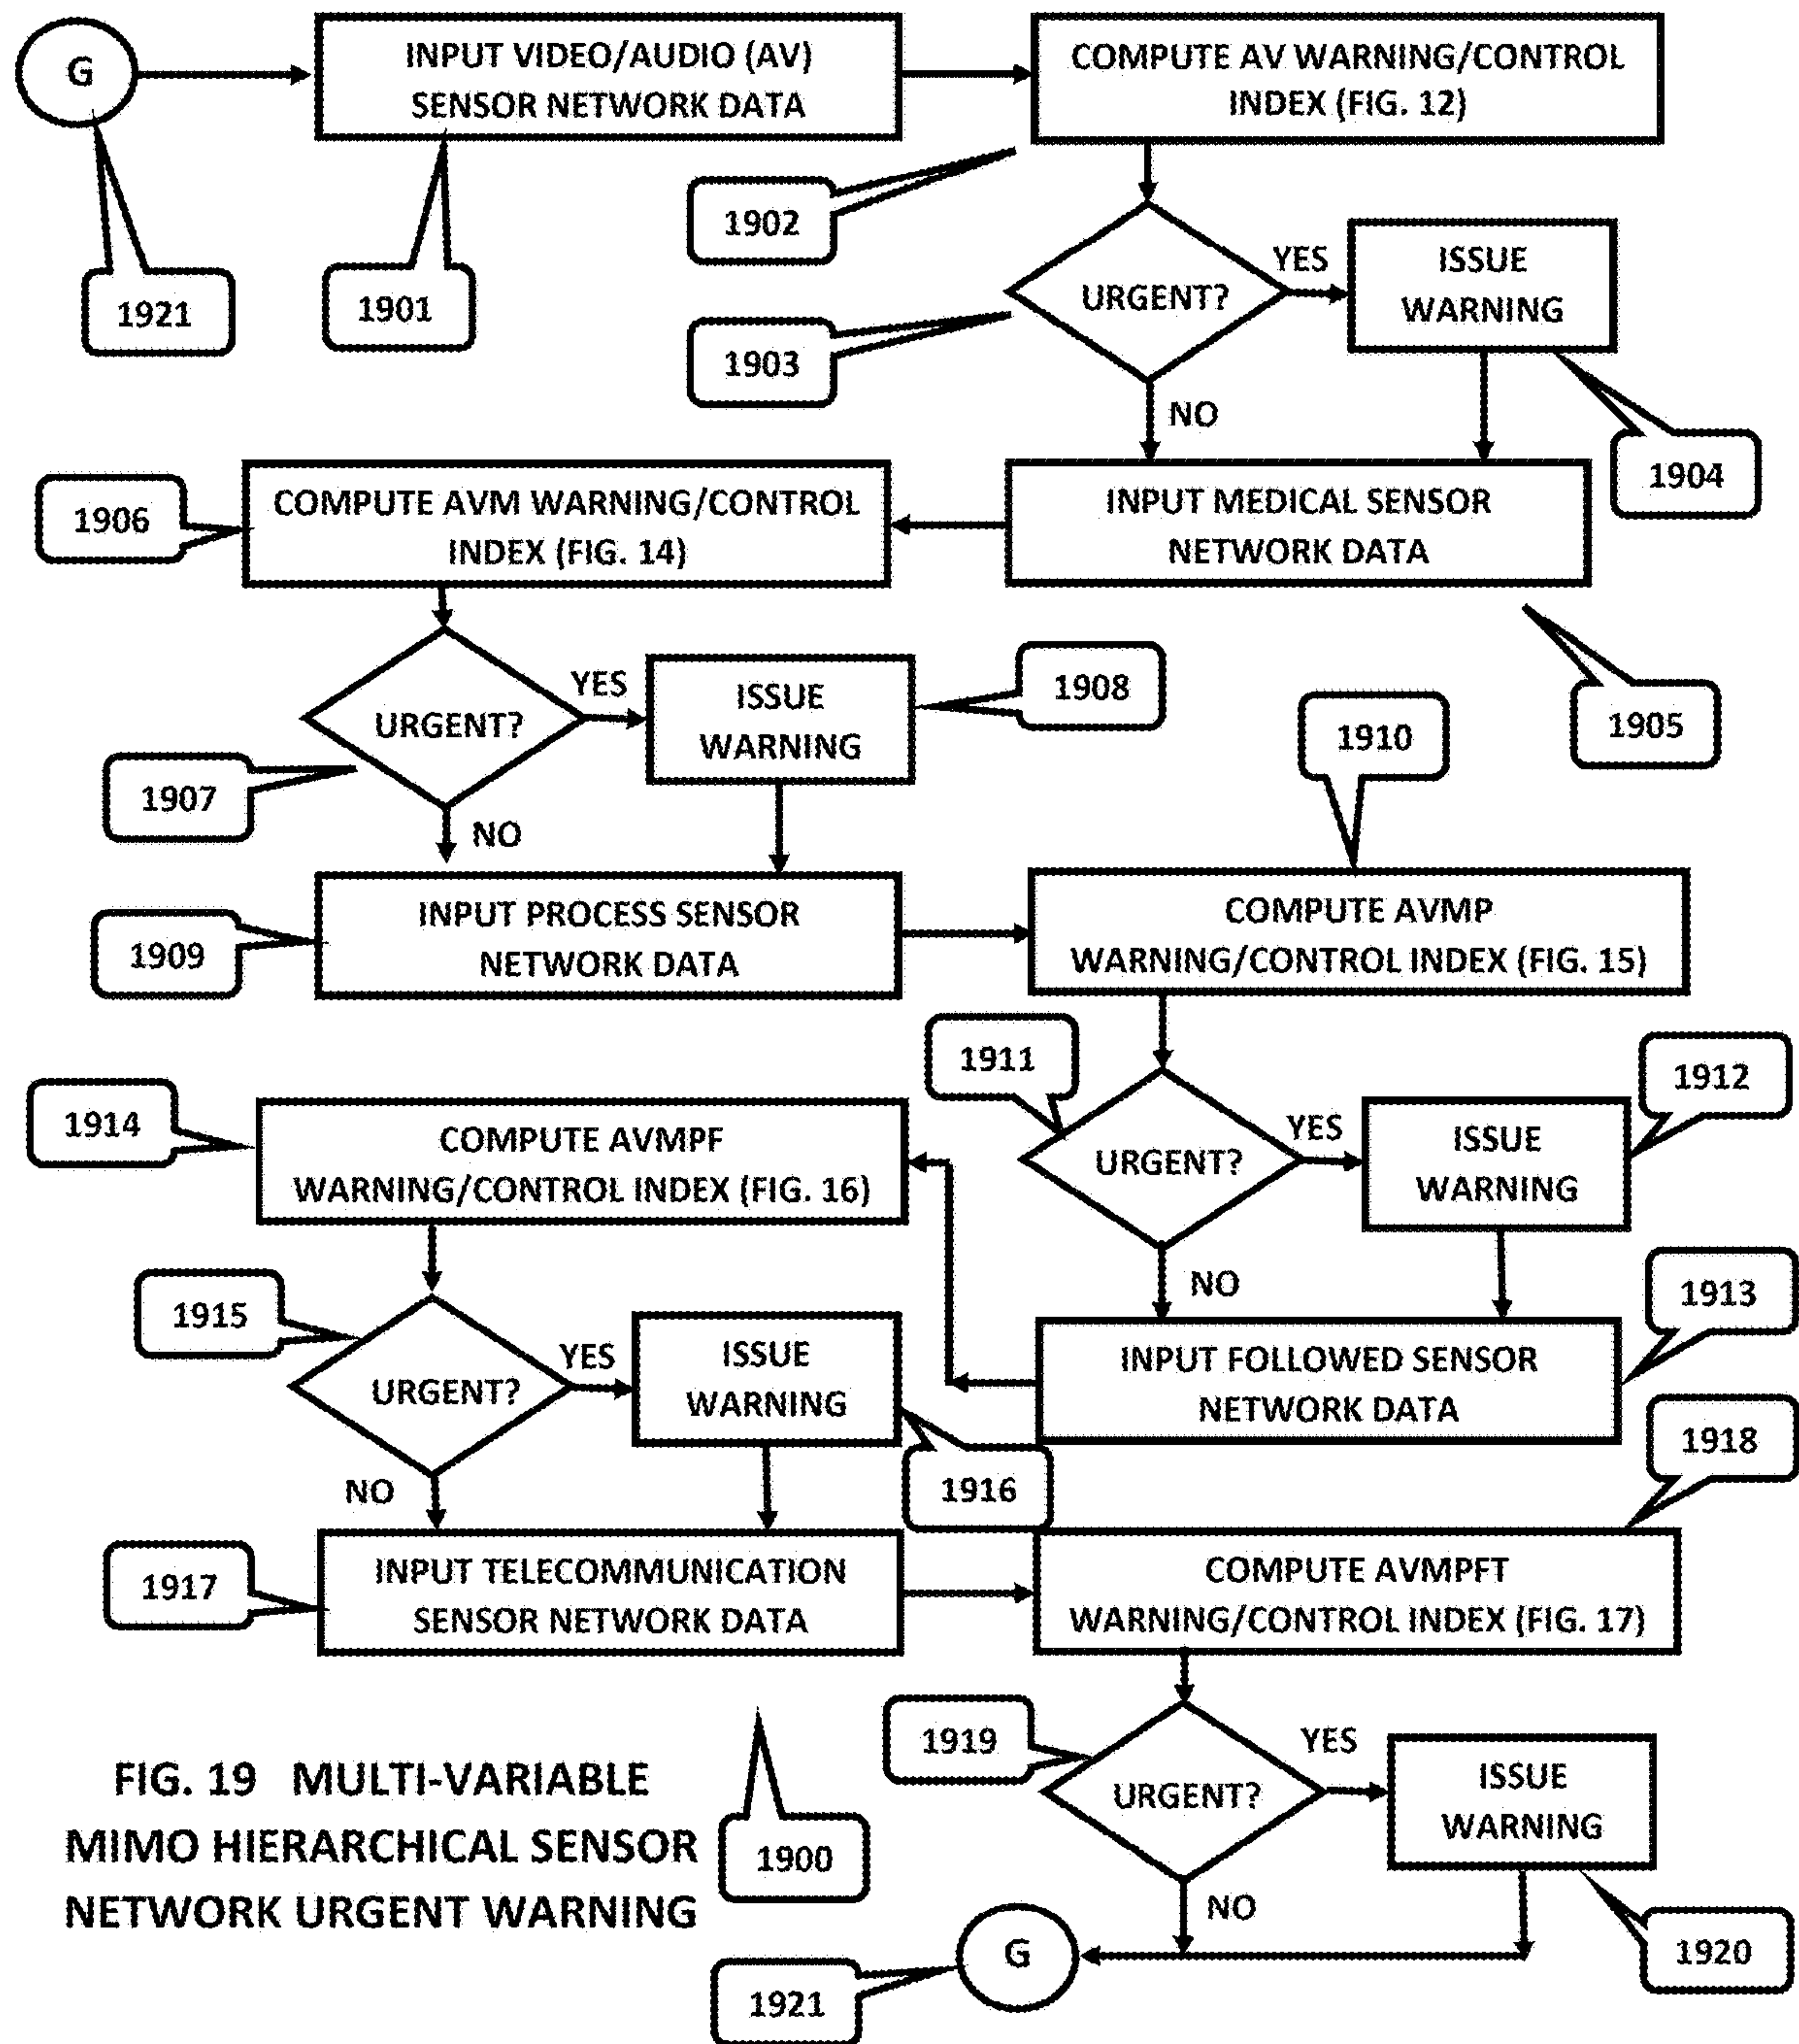 G
INPUT VIDEO/AUDIO (AV)
SENSOR NETWORK DATA
COMPUTE AV WARNING/CONTROL
INDEX (FIG. 12)
1921
1901
1902
1903
URGENT?
YES
ISSUE
WARNING
NO
1904
1906
COMPUTE AVM WARNING/CONTROL
INDEX (FIG. 14)
INPUT MEDICAL SENSOR
NETWORK DATA
1905
URGENT?
YES
ISSUE
WARNING
1908
1907
NO
1910
1909
INPUT PROCESS SENSOR
NETWORK DATA
COMPUTE AVMP
WARNING/CONTROL INDEX (FIG. 15)
1911
URGENT?
YES
ISSUE
WARNING
1912
NO
1914
COMPUTE AVMPF
WARNING/CONTROL INDEX (FIG. 16)
1913
INPUT FOLLOWED SENSOR
NETWORK DATA
1915
URGENT?
YES
ISSUE
WARNING
1916
NO
1918
1917
INPUT TELECOMMUNICATION
SENSOR NETWORK DATA
COMPUTE AVMPFT
WARNING/CONTROL INDEX (FIG. 17)
1919
URGENT?
YES
ISSUE
WARNING
1920
NO
G
1921
FIG. 19 MULTI-VARIABLE
MIMO HIERARCHICAL SENSOR
NETWORK URGENT WARNING
1900